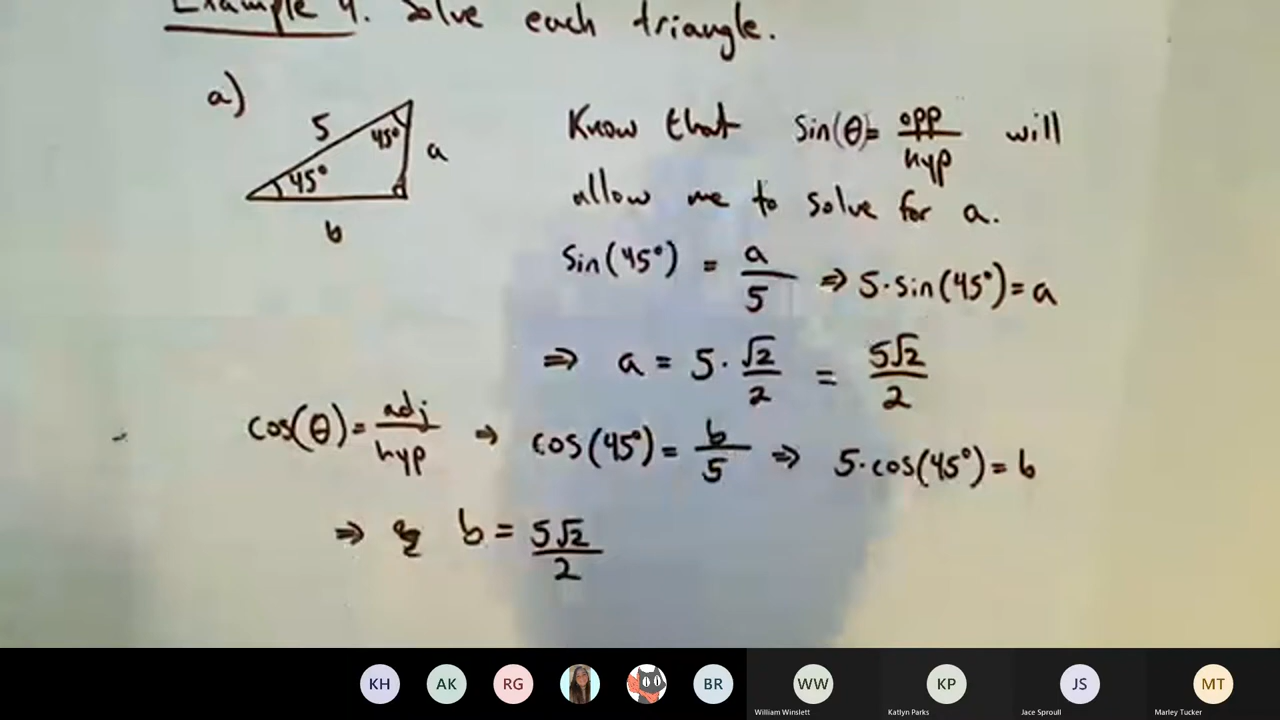 Example 4. Solve each triangle.
a)
5
45°
45°
a
b
Know that Sin(θ)= opp/hyp will
allow me to solve for a.
Sin(45°) = a/5 ⇒ 5·sin(45°)=a
⇒ a = 5·√2/2 = 5√2/2
cos(θ)= adj/hyp ⇒ cos(45°)= b/5 ⇒ 5·cos(45°)=b
⇒ b = 5√2/2
KH
AK
RG
BR
WW
KP
JS
MT
William Winslett
Katlyn Parks
Jace Sproull
Marley Tucker